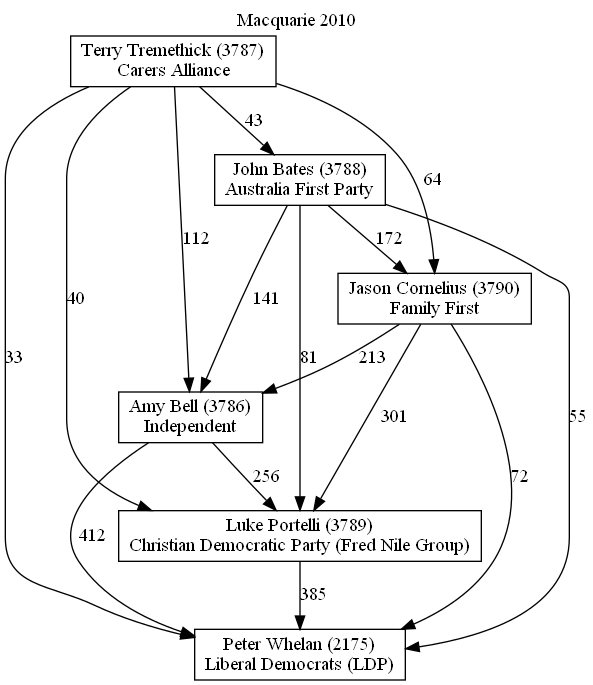 Macquarie 2010
Terry Tremethick (3787)
Carers Alliance
43
John Bates (3788)
Australia First Party
64
112
172
Jason Cornelius (3790)
Family First
40
141
33
81
213
Amy Bell (3786)
Independent
301
55
256
72
412
Luke Portelli (3789)
Christian Democratic Party (Fred Nile Group)
385
Peter Whelan (2175)
Liberal Democrats (LDP)